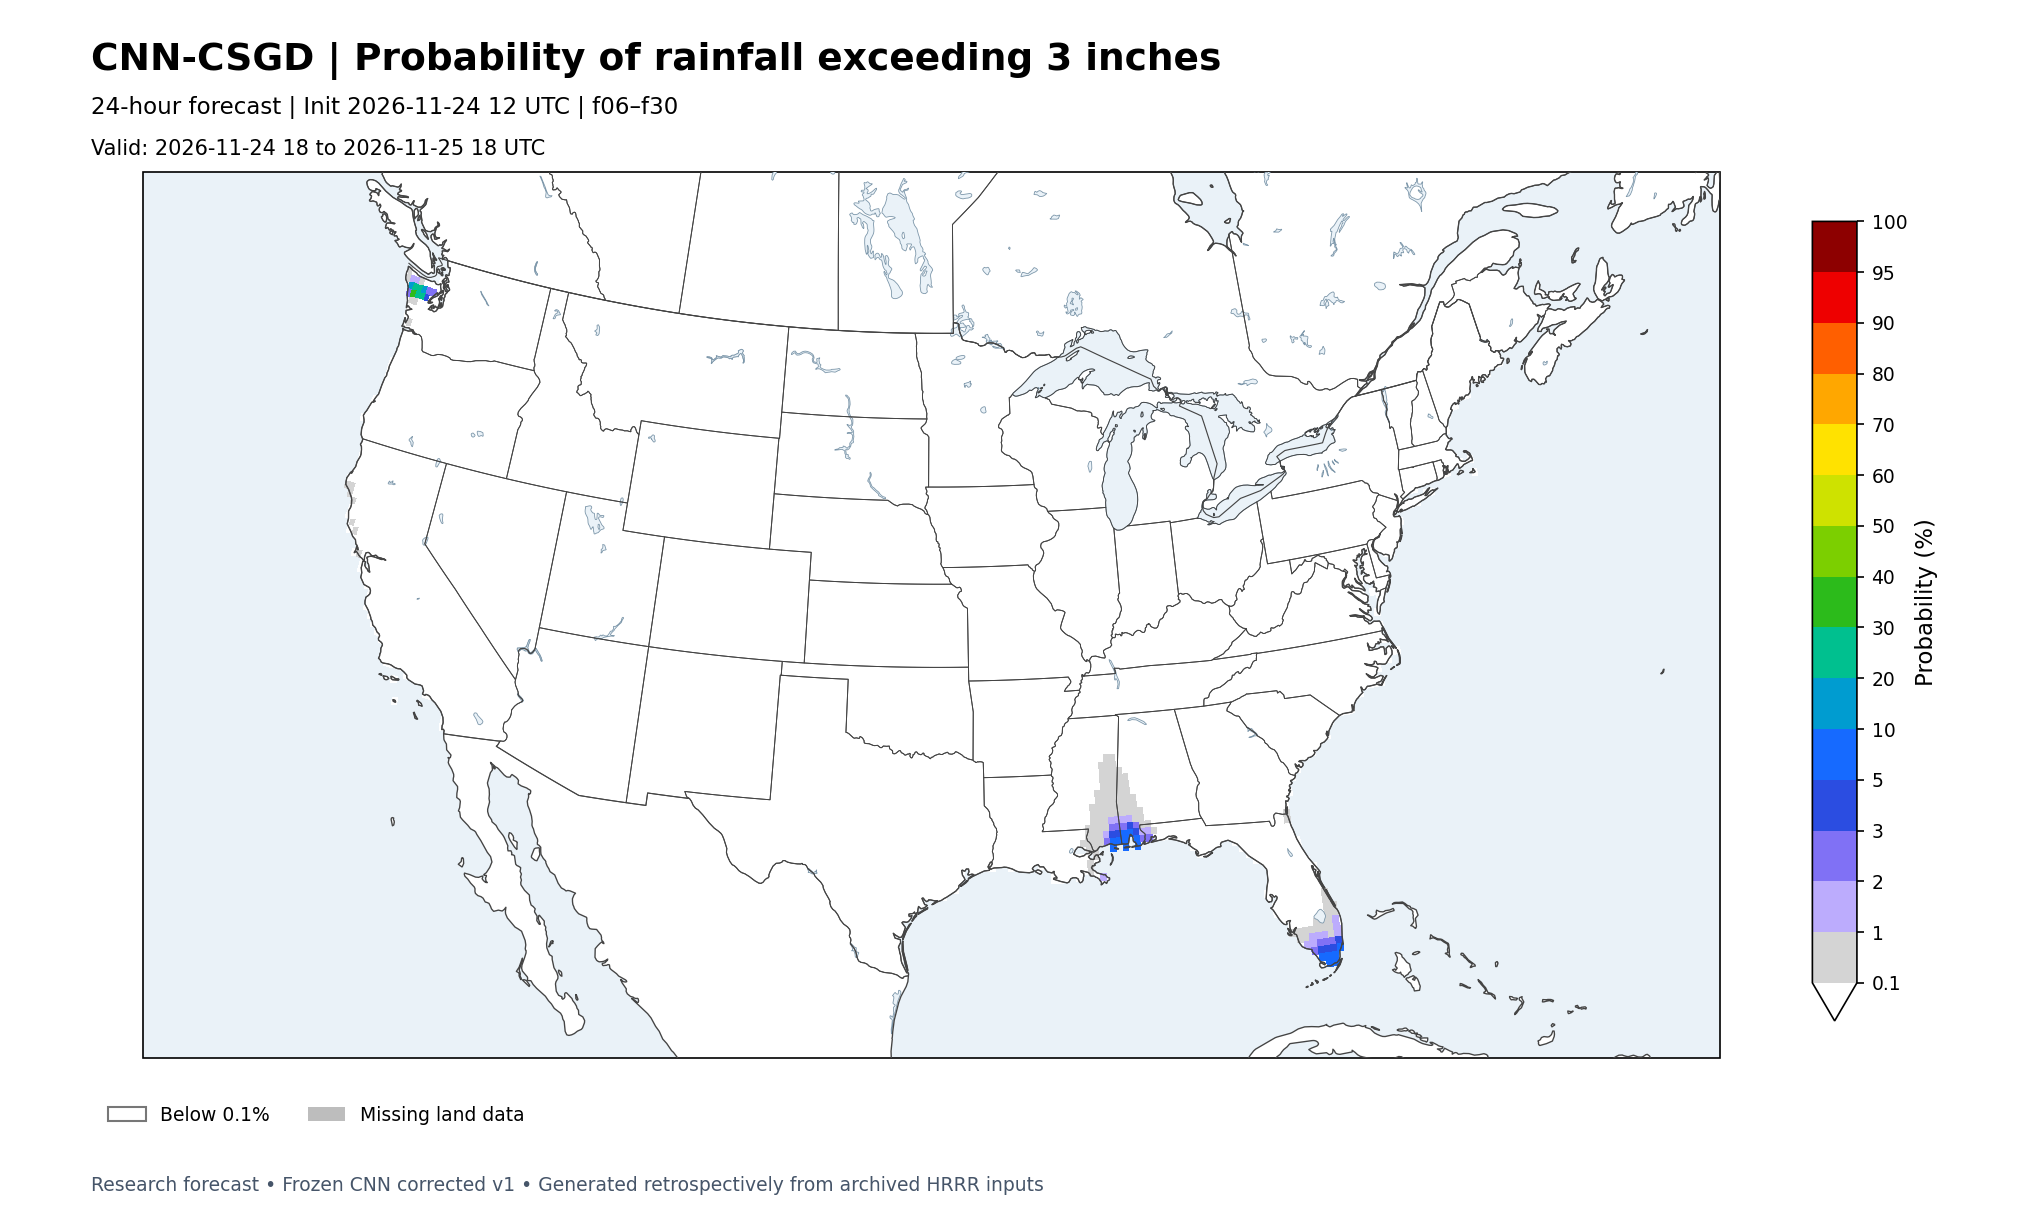 CNN-CSGD | Probability of rainfall exceeding 3 inches
24-hour forecast | Init 2026-11-24 12 UTC | f06–f30
Valid: 2026-11-24 18 to 2026-11-25 18 UTC
100
95
90
80
70
60
50
40
30
20
10
5
3
2
1
0.1
Probability (%)
Below 0.1%
Missing land data
Research forecast • Frozen CNN corrected v1 • Generated retrospectively from archived HRRR inputs